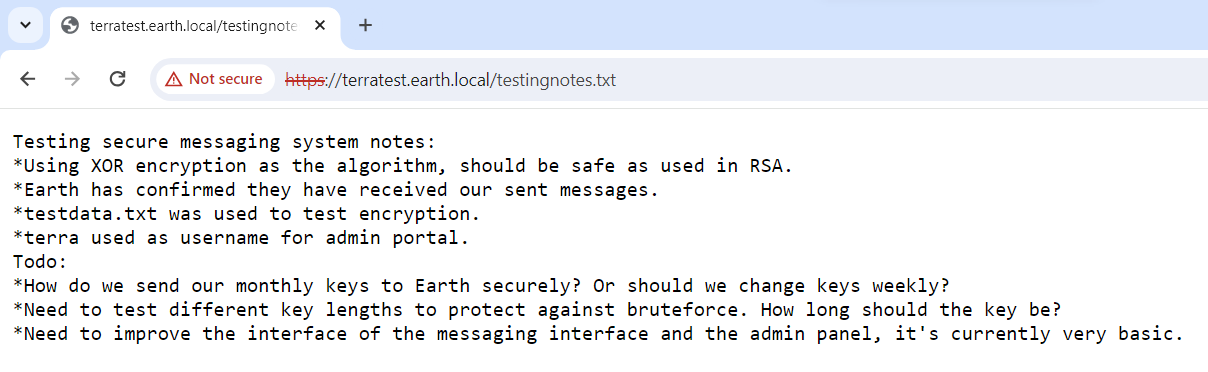 terratest.earth.local/testingnote
Not secure
https://terratest.earth.local/testingnotes.txt
Testing secure messaging system notes:
*Using XOR encryption as the algorithm, should be safe as used in RSA.
*Earth has confirmed they have received our sent messages.
*testdata.txt was used to test encryption.
*terra used as username for admin portal.
Todo:
*How do we send our monthly keys to Earth securely? Or should we change keys weekly?
*Need to test different key lengths to protect against bruteforce. How long should the key be?
*Need to improve the interface of the messaging interface and the admin panel, it's currently very basic.